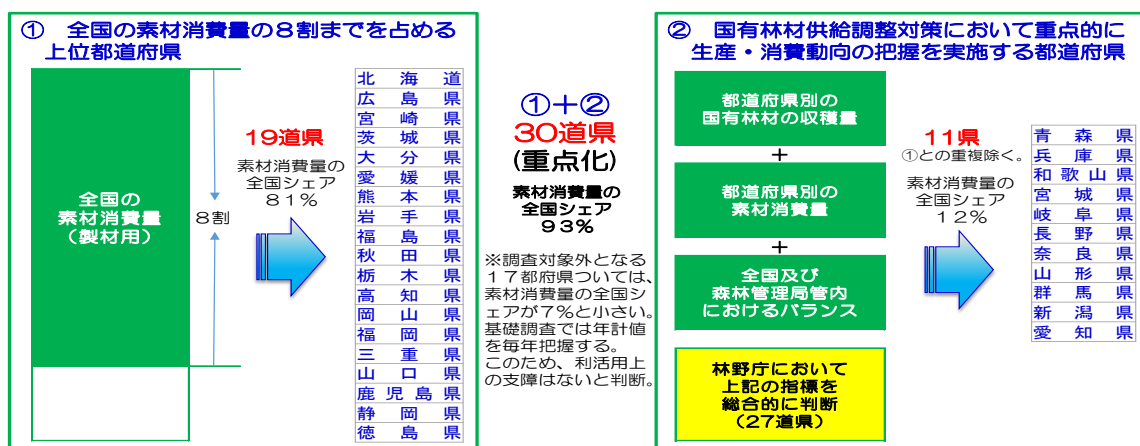 ① 全国の素材消費量の８割までを占める
上位都道府県
全国の
素材消費量
（製材用）
８割
19道県
素材消費量の
全国シェア
８１％
北海道
広島県
宮崎県
茨城県
大分県
愛媛県
熊本県
岩手県
福島県
秋田県
栃木県
高知県
岡山県
福岡県
三重県
山口県
鹿児島県
静岡県
徳島県
①＋②
30道県
(重点化)
素材消費量の
全国シェア
９３％
※調査対象外となる
１７都府県ついては、
素材消費量の全国シ
ェアが７％と小さい。
基礎調査では年計値
を毎年把握する。
このため、利活用上
の支障はないと判断。
② 国有林材供給調整対策において重点的に
生産・消費動向の把握を実施する都道府県
都道府県別の
国有林材の収穫量
＋
都道府県別の
素材消費量
＋
全国及び
森林管理局管内
におけるバランス
林野庁において
上記の指標を
総合的に判断
（27道県）
11県
①との重複除く。
素材消費量の
全国シェア
１２％
青森県
兵庫県
和歌山県
宮城県
岐阜県
長野県
奈良県
山形県
群馬県
新潟県
愛知県